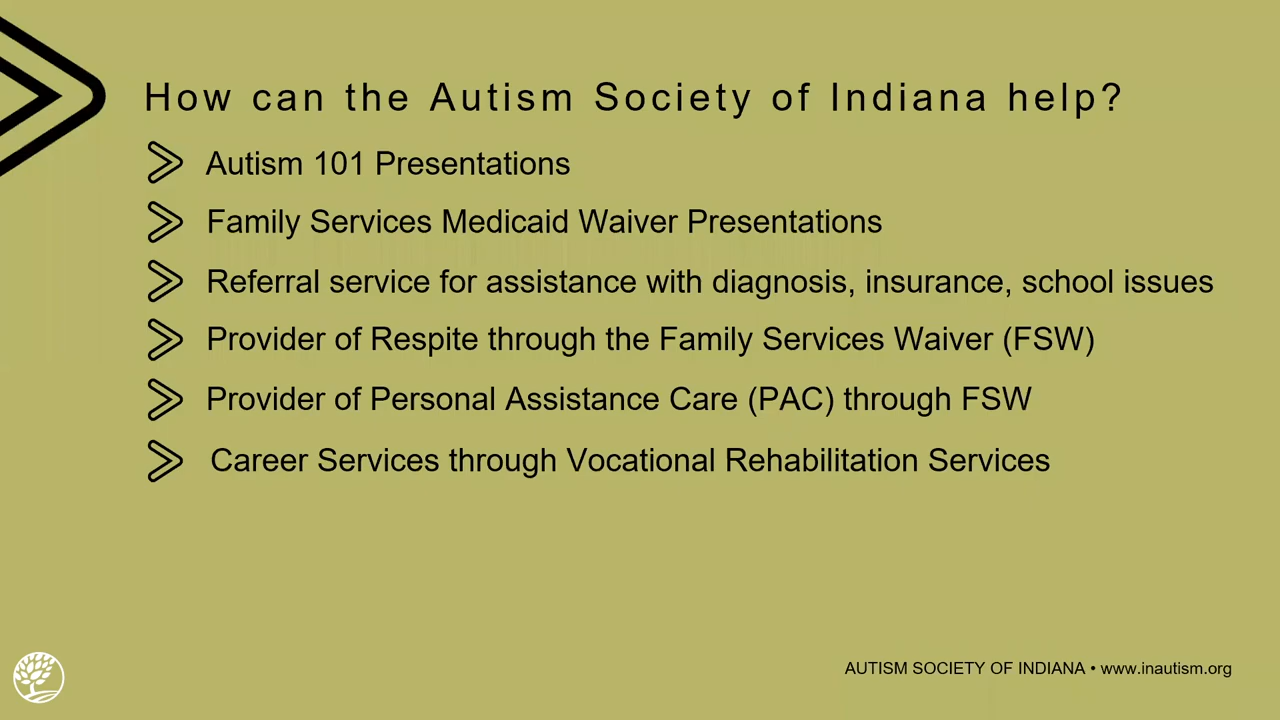 How can the Autism Society of Indiana help?
Autism 101 Presentations
Family Services Medicaid Waiver Presentations
Referral service for assistance with diagnosis, insurance, school issues
Provider of Respite through the Family Services Waiver (FSW)
Provider of Personal Assistance Care (PAC) through FSW
Career Services through Vocational Rehabilitation Services
AUTISM SOCIETY OF INDIANA • www.inautism.org